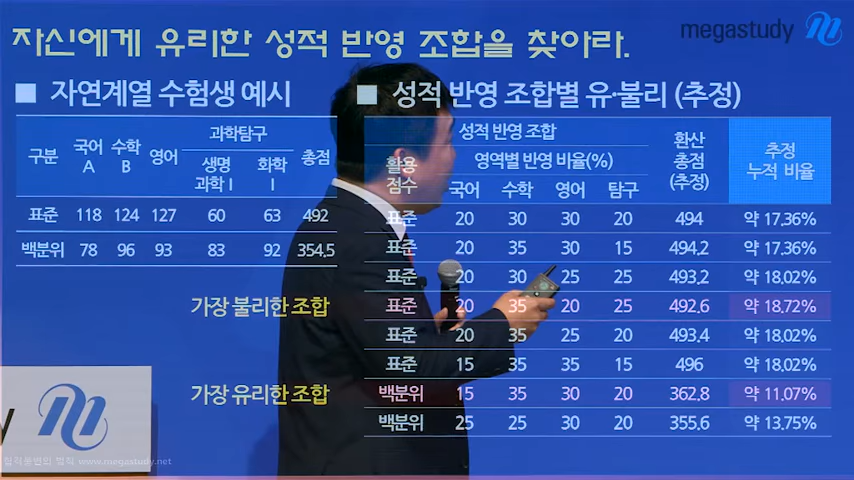 자신에게 유리한 성적 반영 조합을 찾아라.
megastudy
■ 자연계열 수험생 예시
구분 국어 A 수학 B 영어 과학탐구 총점
생명 과학 I 화학 I
표준 118 124 127 60 63 492
백분위 78 96 93 83 92 354.5
가장 불리한 조합
가장 유리한 조합
■ 성적 반영 조합별 유·불리 (추정)
활용 점수 성적 반영 조합 환산 총점 (추정) 추정 누적 비율
영역별 반영 비율(%)
국어 수학 영어 탐구
표준 20 30 30 20 494 약 17.36%
표준 20 35 30 15 494.2 약 17.36%
표준 20 30 25 25 493.2 약 18.02%
표준 20 35 20 25 492.6 약 18.72%
표준 20 35 25 20 493.4 약 18.02%
표준 15 35 35 15 496 약 18.02%
백분위 15 35 30 20 362.8 약 11.07%
백분위 25 25 30 20 355.6 약 13.75%
www.megastudy.net